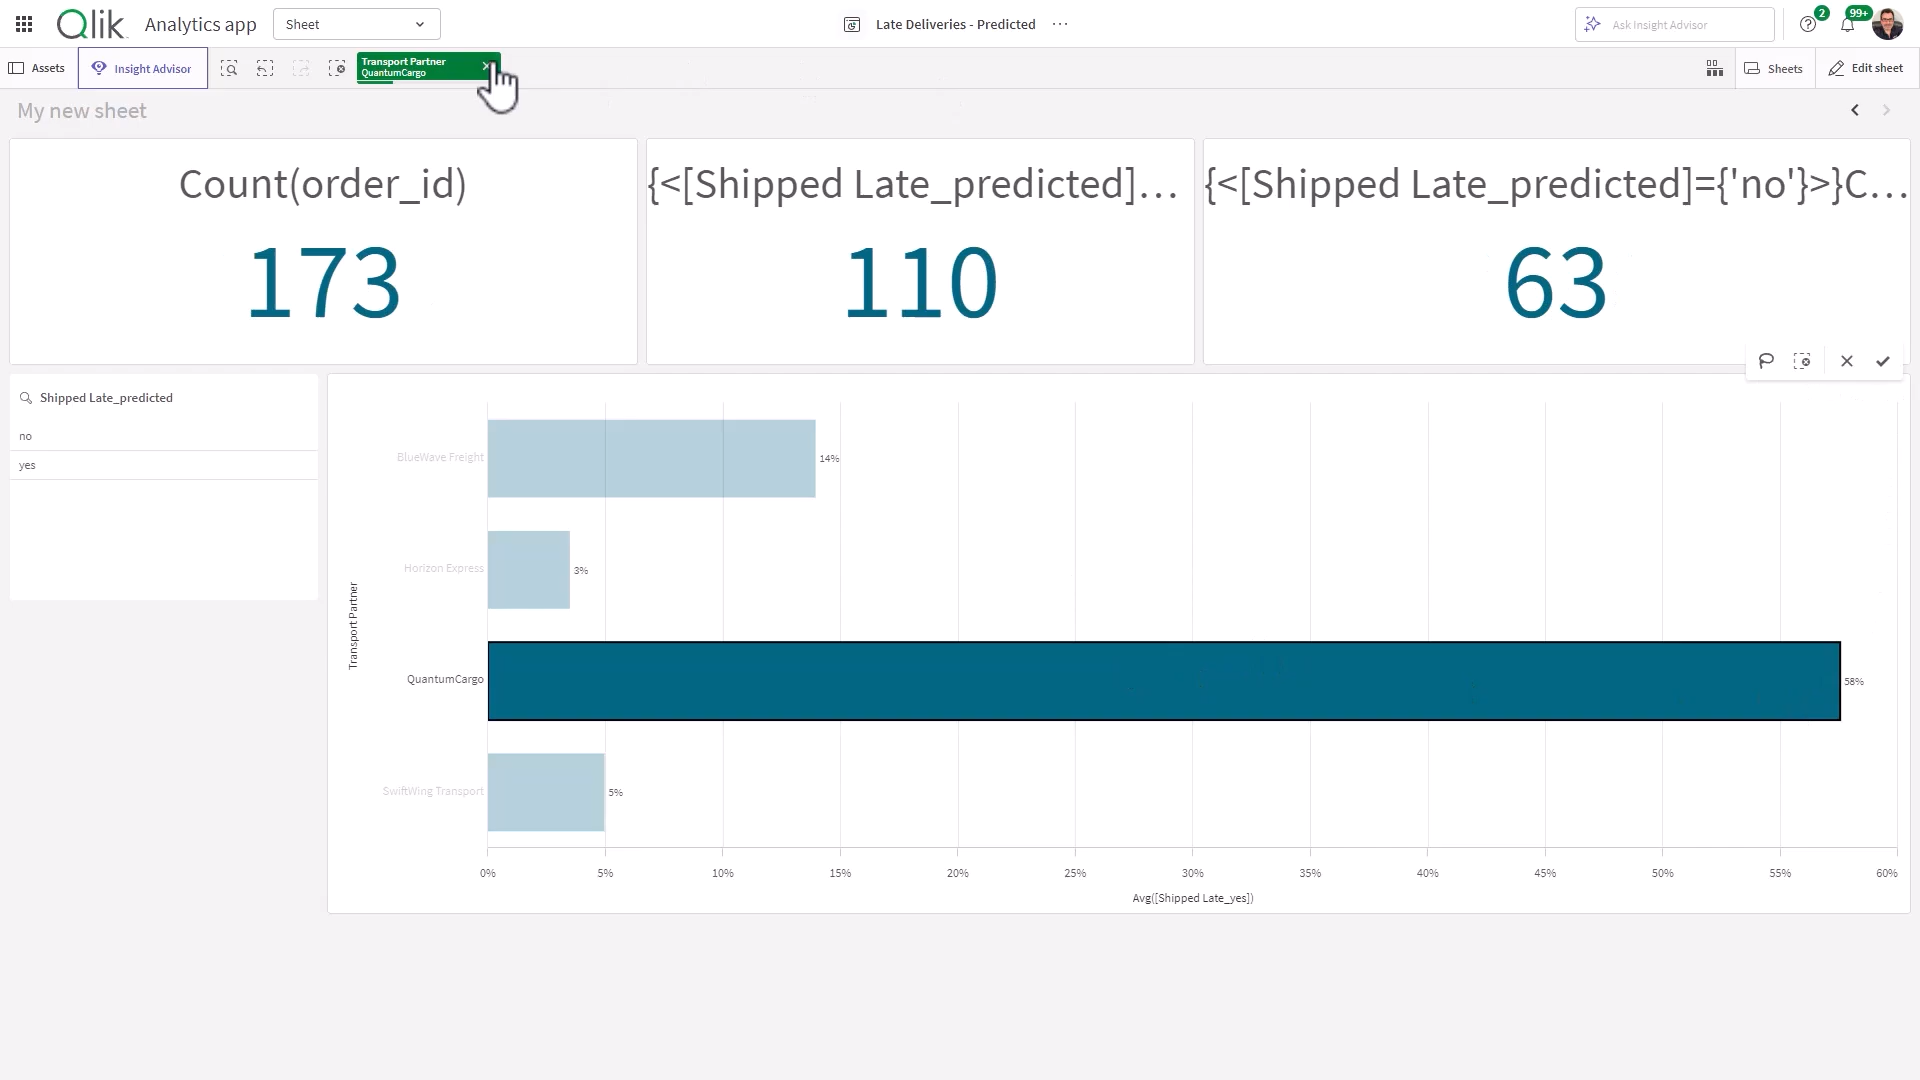 Qlik
Analytics app
Sheet
Late Deliveries - Predicted
Ask Insight Advisor
2
99+
Assets
Insight Advisor
Transport Partner
QuantumCargo
Sheets
Edit sheet
My new sheet
Count(order_id)
173
{<[Shipped Late_predicted]...
110
{<[Shipped Late_predicted]={'no'}>}C...
63
Shipped Late_predicted
no
yes
Transport Partner
BlueWave Freight
14%
Horizon Express
3%
QuantumCargo
58%
SwiftWing Transport
5%
0%
5%
10%
15%
20%
25%
30%
35%
40%
45%
50%
55%
60%
Avg([Shipped Late_yes])